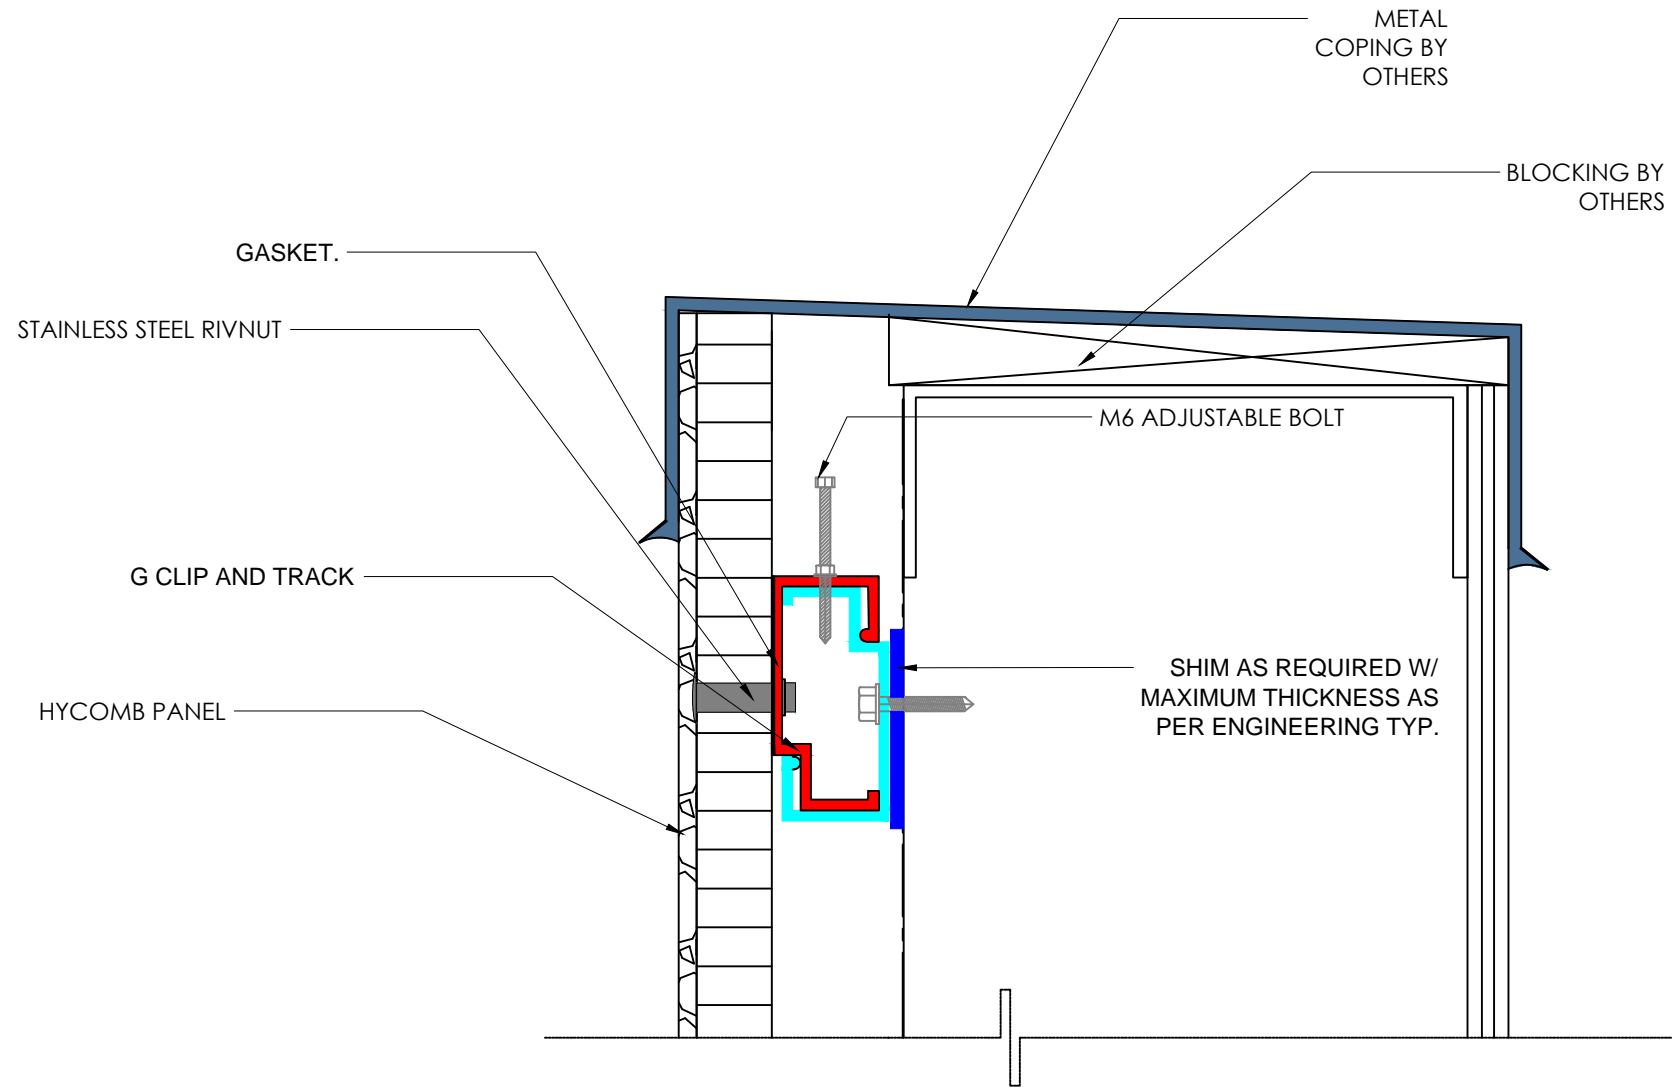 METAL
COPING BY
OTHERS
BLOCKING BY
OTHERS
GASKET.
STAINLESS STEEL RIVNUT
M6 ADJUSTABLE BOLT
G CLIP AND TRACK
SHIM AS REQUIRED W/
MAXIMUM THICKNESS AS
PER ENGINEERING TYP.
HYCOMB PANEL